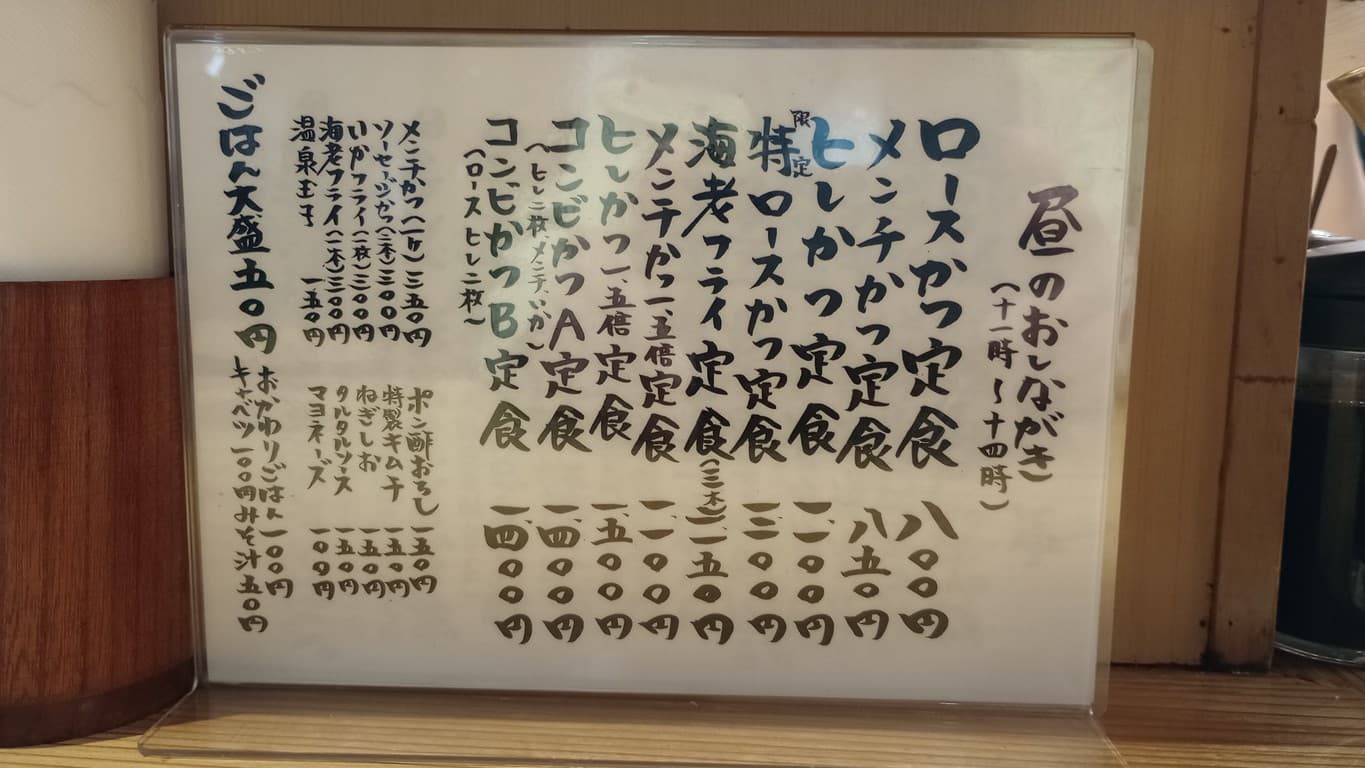 昼のおしながき
(十一時〜十四時)
ロースかつ定食 八〇〇円
メンチかつ定食 八五〇円
ヒレかつ定食 一、一〇〇円
限定 特ロースかつ定食 一、三〇〇円
海老フライ定食(三本) 一、一五〇円
メンチかつ一、五倍定食 一、一〇〇円
ヒレかつ一、五倍定食 一、五〇〇円
コンビかつA定食 一、四〇〇円
(ヒレ二枚、メンチ、いか)
コンビかつB定食 一、四〇〇円
(ロースヒレ二枚)
メンチかつ(一ケ)三五〇円
ソーセージかつ(二本)三〇〇円
いかフライ(一枚)三〇〇円
海老フライ(一本)三〇〇円
温泉玉子 一五〇円
ポン酢おろし 一五〇円
特製キムチ 一五〇円
ねぎしお 一五〇円
タルタルソース 一五〇円
マヨネーズ 一〇〇円
ごはん大盛五〇円
おかわりごはん一〇〇円
キャベツ一〇〇円みそ汁五〇円